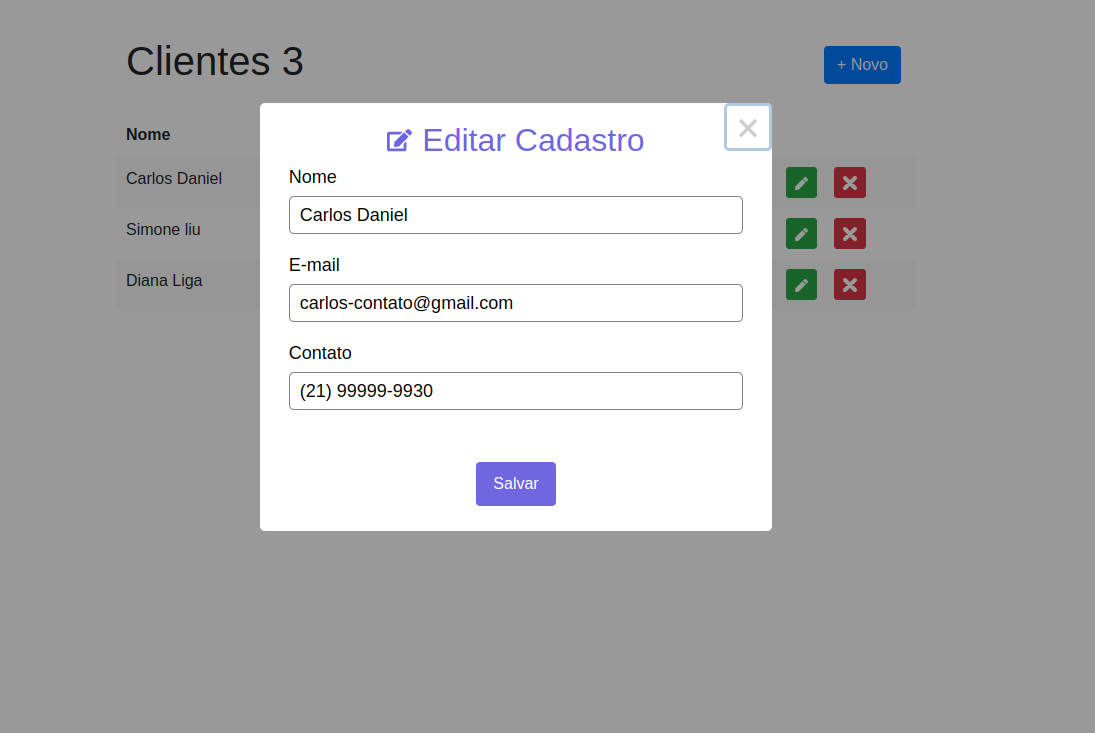 Clientes 3
+ Novo
Nome
Carlos Daniel
Simone liu
Diana Liga
Editar Cadastro
Nome
Carlos Daniel
E-mail
carlos-contato@gmail.com
Contato
(21) 99999-9930
Salvar